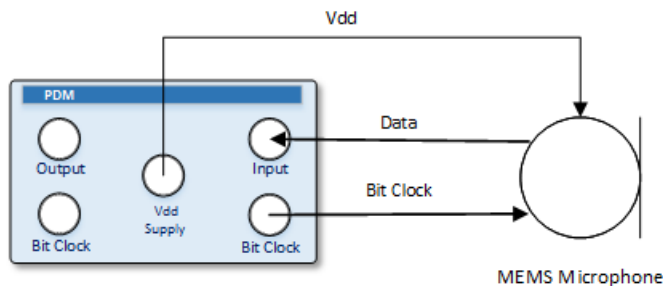 Vdd
PDM
Data
Output
Input
Vdd
Supply
Bit Clock
Bit Clock
Bit Clock
MEMS Microphone